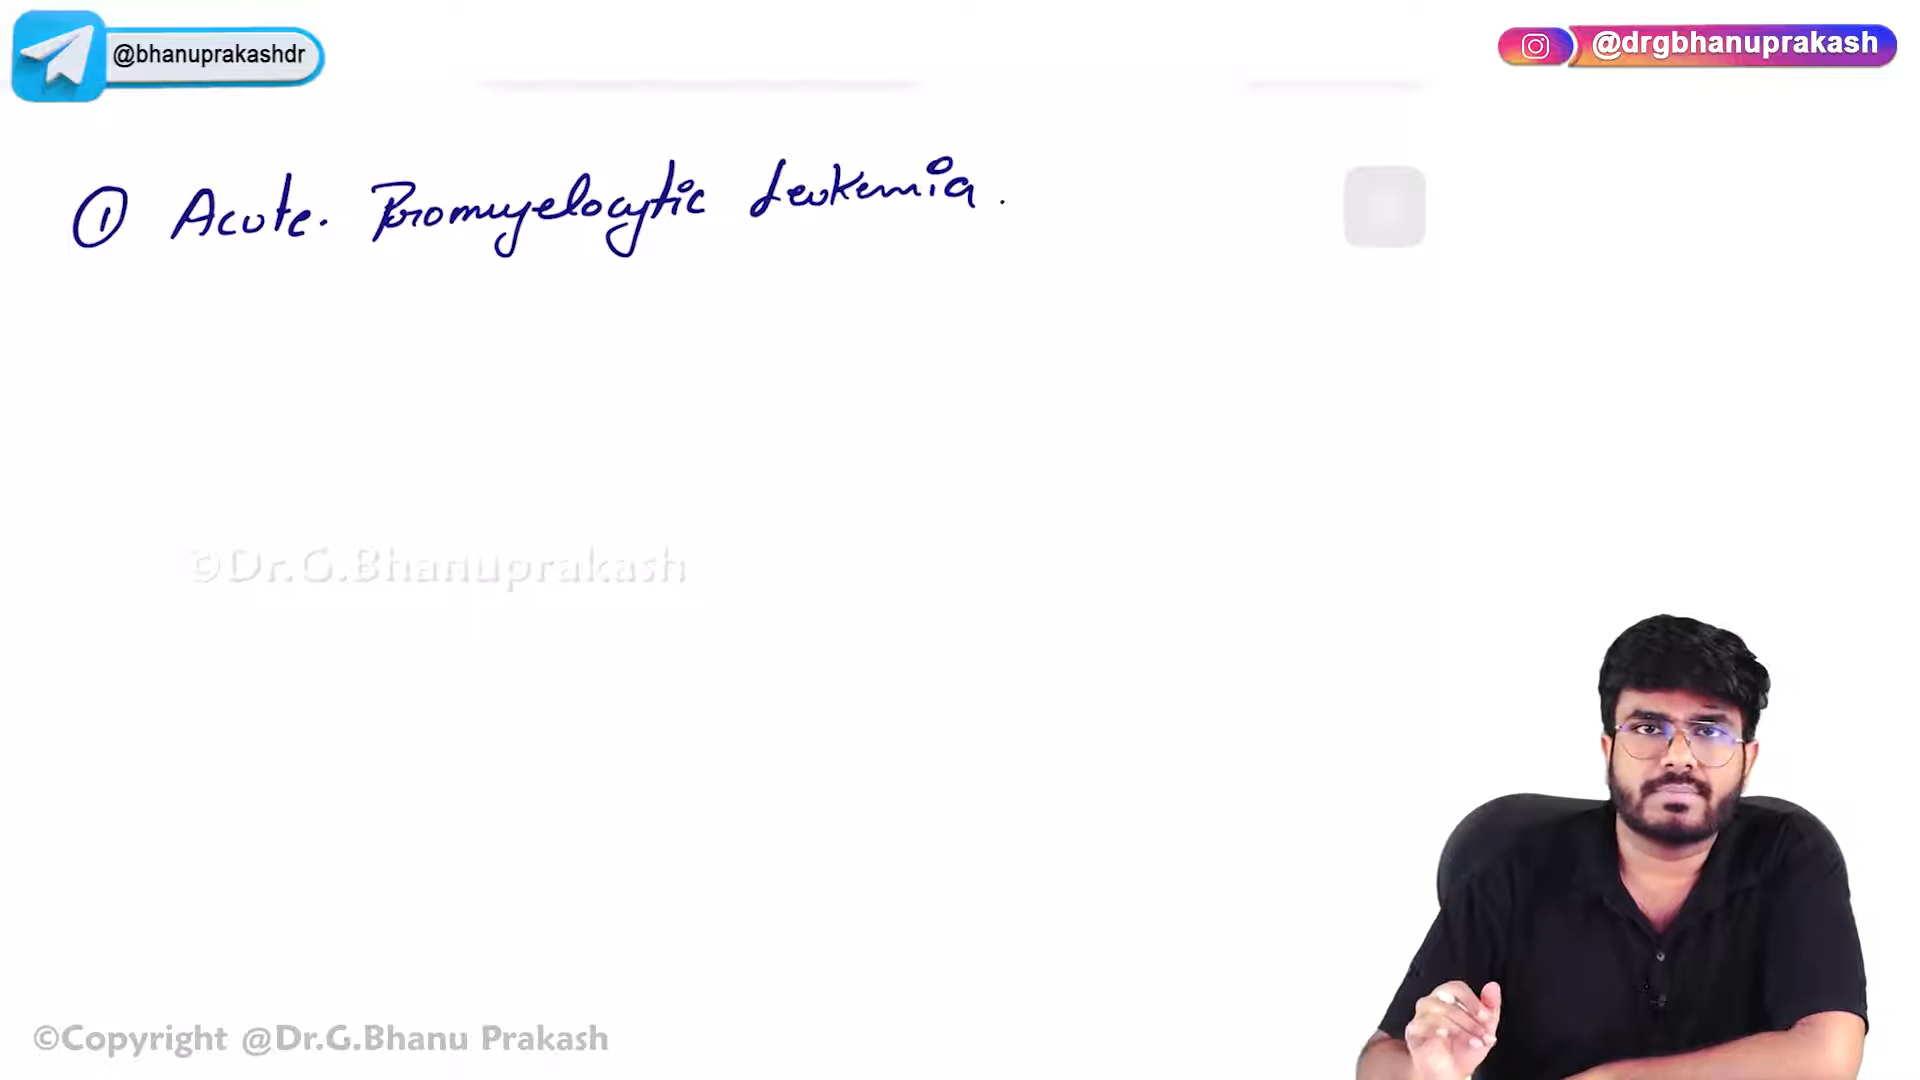 @bhanuprakashdr
@drgbhanuprakash
① Acute. Promyelocytic Leukemia.
©Dr.G.Bhanuprakash
©Copyright @Dr.G.Bhanu Prakash